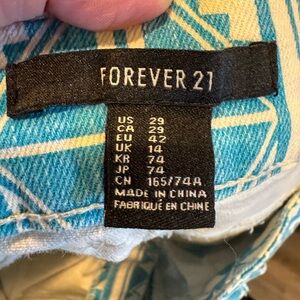 FOREVER 21
US 29
CA 29
EU 42
UK 14
KR 74
JP 74
CN 165/74A
MADE IN CHINA
FABRIQUÉ EN CHINE